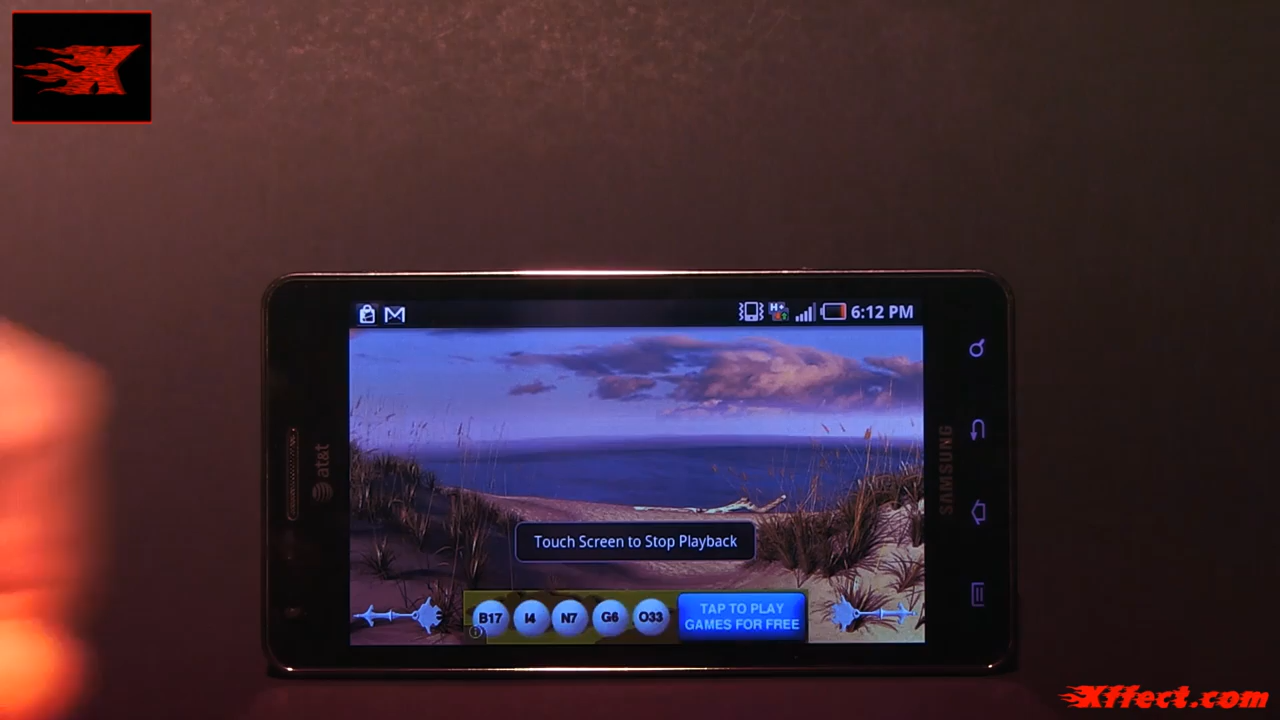 6:12 PM
at&t
SAMSUNG
Touch Screen to Stop Playback
B17 I4 N7 G6 O33
TAP TO PLAY
GAMES FOR FREE
Xffect.com